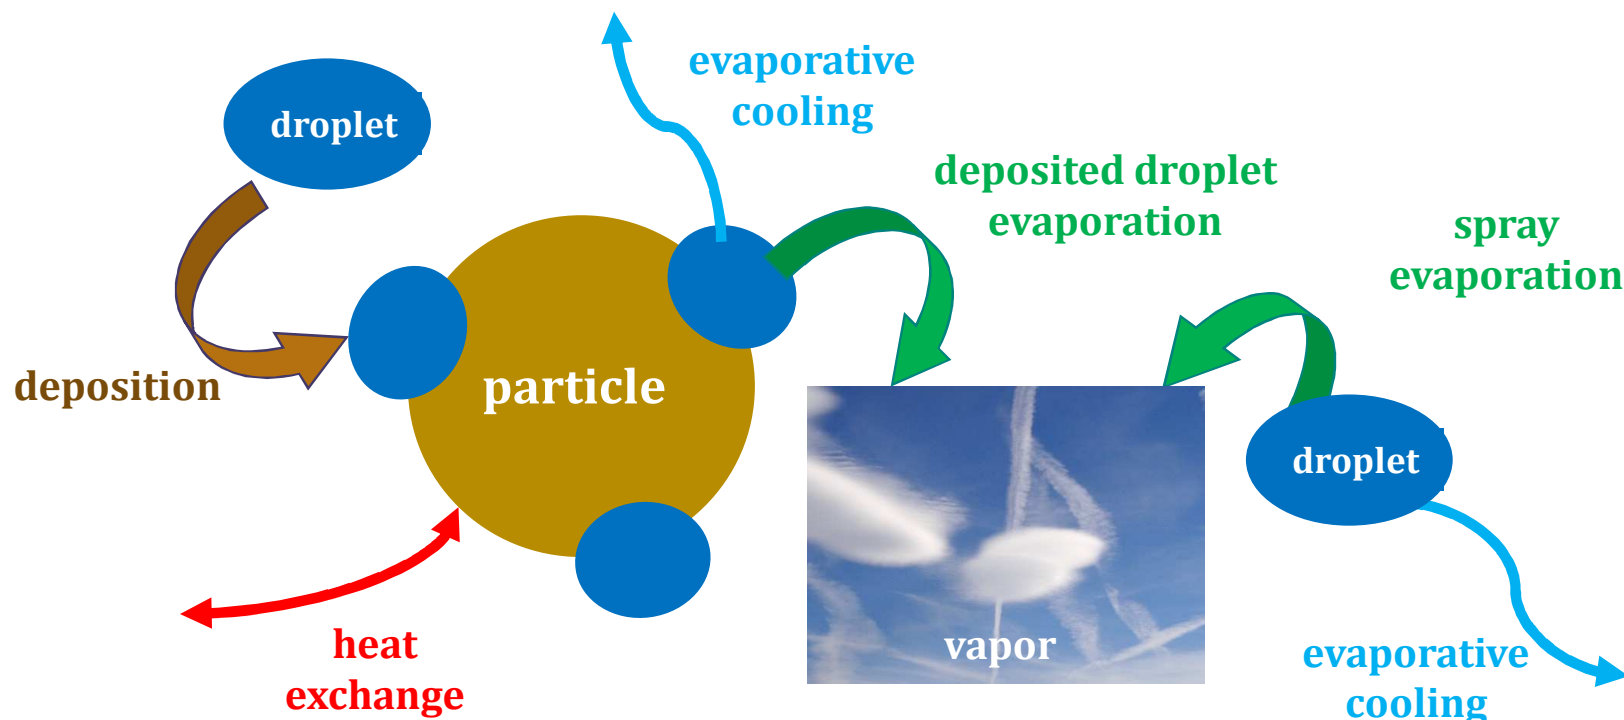 evaporative
cooling
droplet
deposited droplet
evaporation
spray
evaporation
deposition
particle
droplet
vapor
heat
exchange
evaporative
cooling